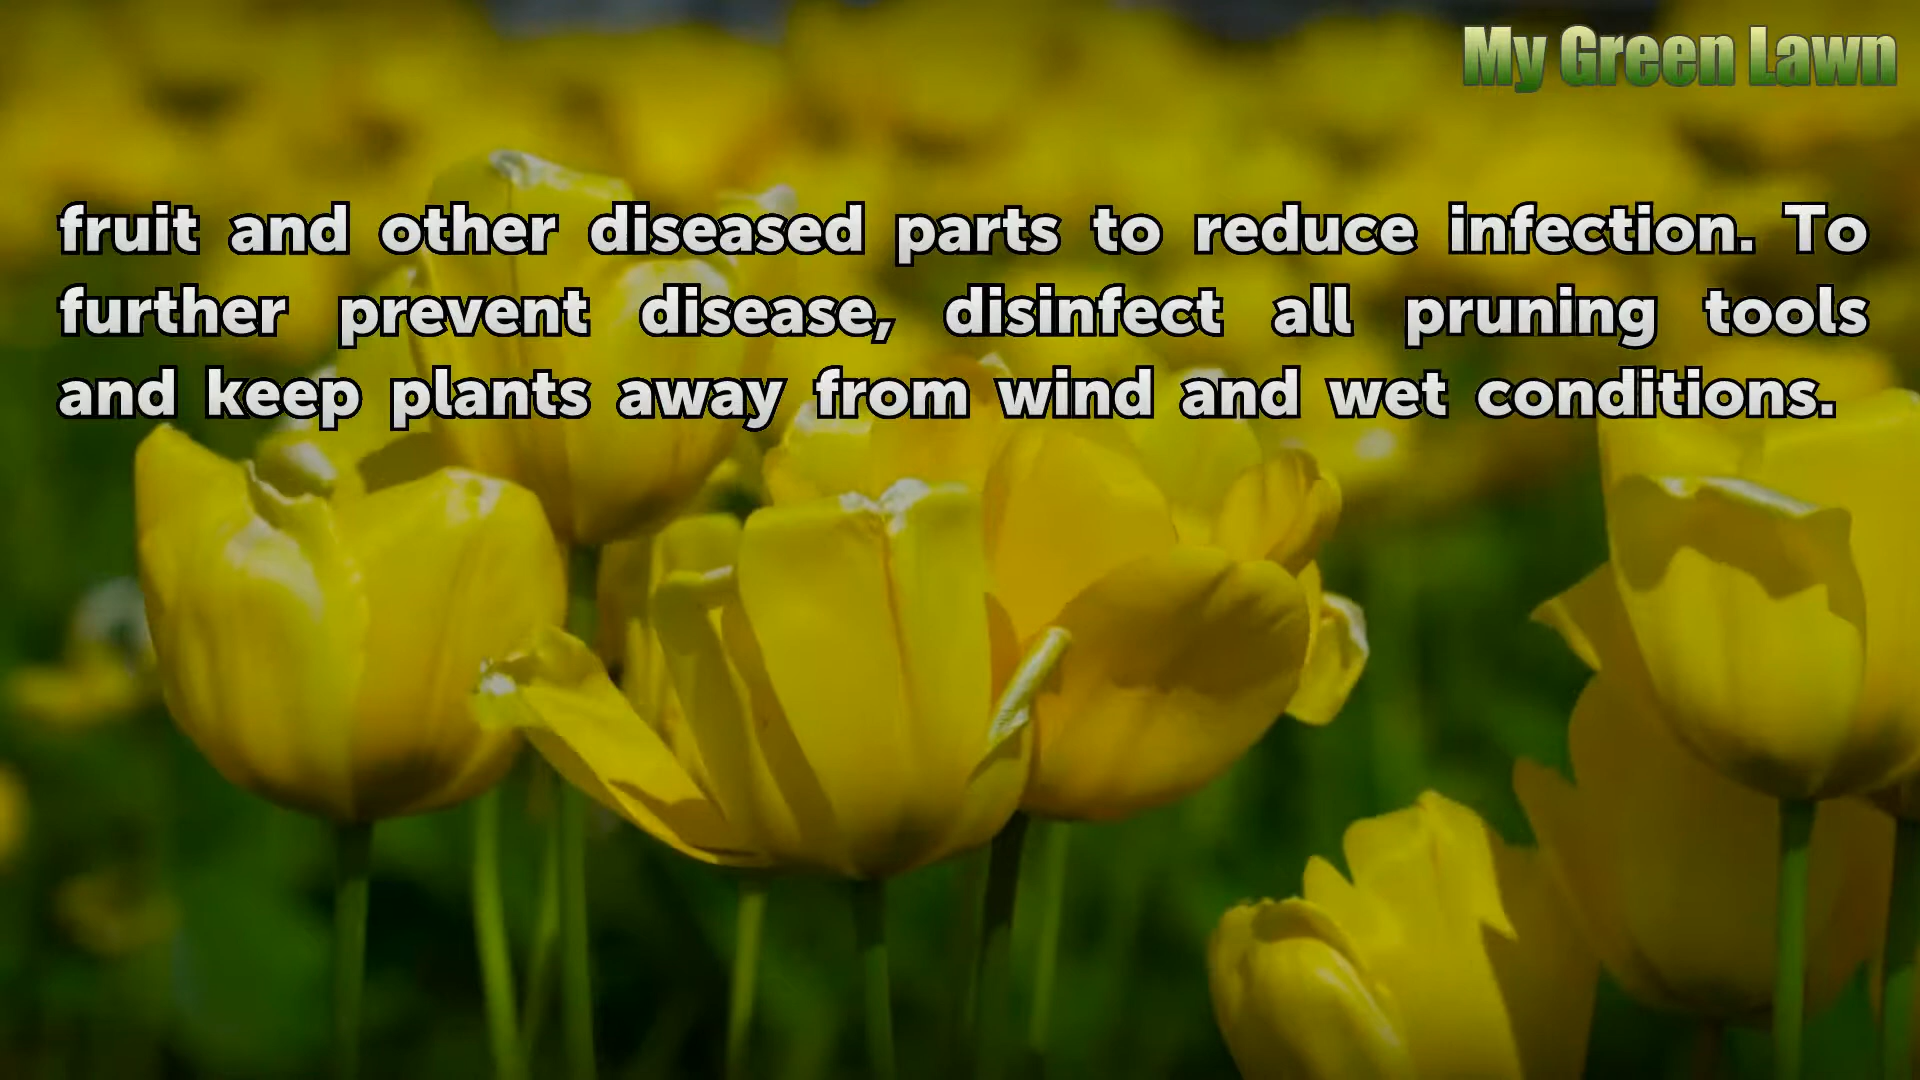 My Green Lawn
fruit and other diseased parts to reduce infection. To
further prevent disease, disinfect all pruning tools
and keep plants away from wind and wet conditions.